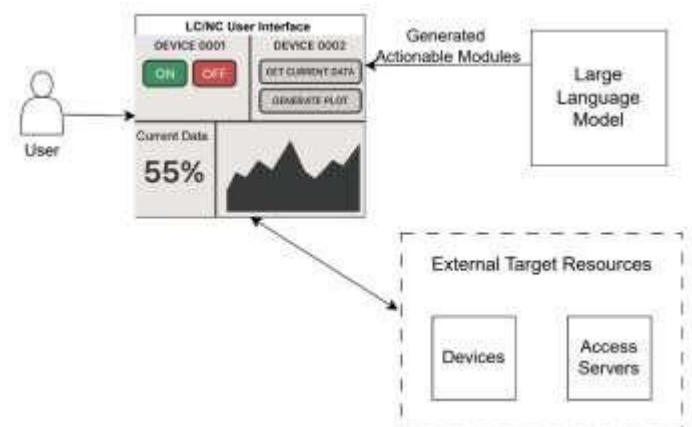 LC/NC User Interface
DEVICE 0001
DEVICE 0002
ON
OFF
GET CURRENT DATA
GENERATE PLOT
Current Data
55%
User
Generated
Actionable Modules
Large
Language
Model
External Target Resources
Devices
Access
Servers